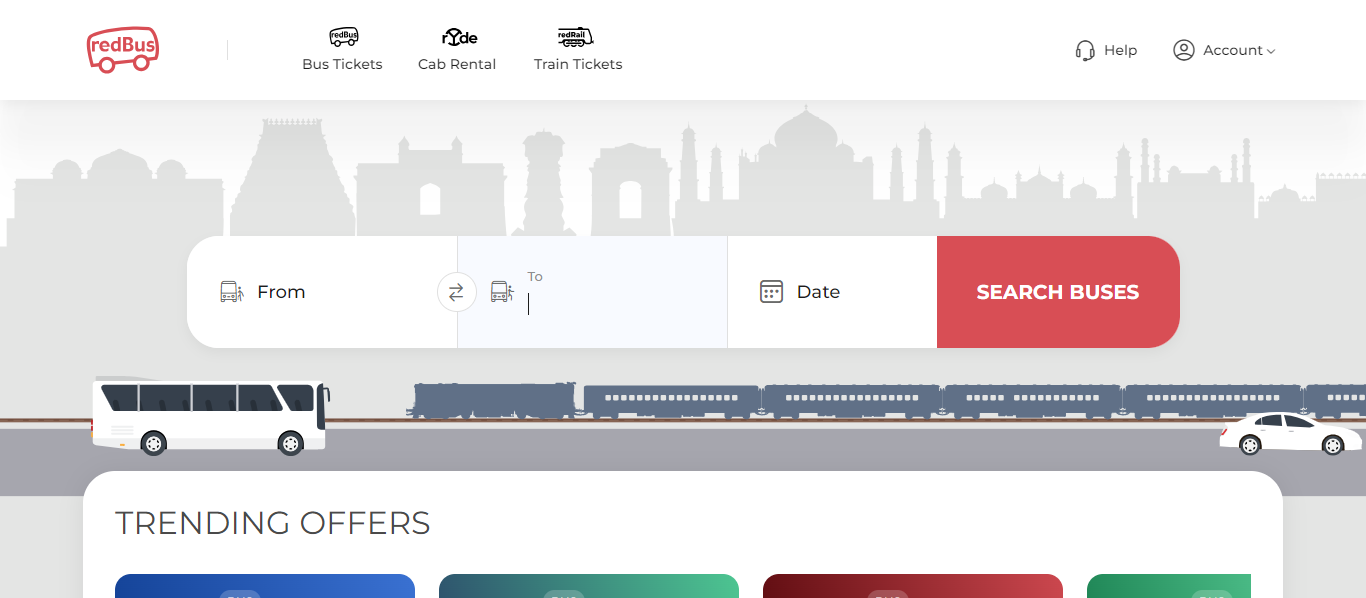 redBus
redBus
Bus Tickets
ryde
Cab Rental
redRail
Train Tickets
Help
Account
From
To
Date
SEARCH BUSES
TRENDING OFFERS